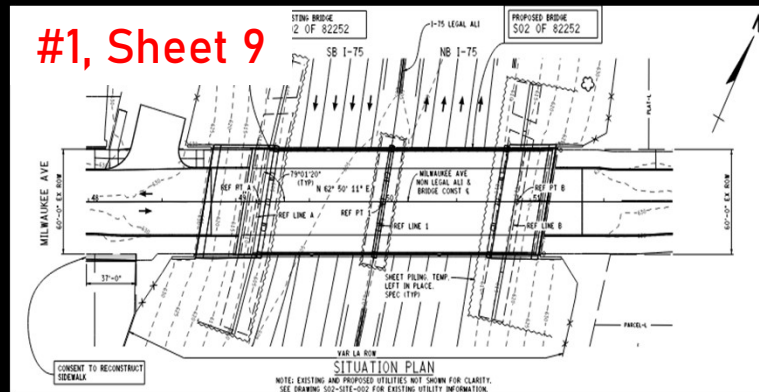 #1, Sheet 9
STING BRIDGE
02 OF 82252
I-75 LEGAL ALI
PROPOSED BRIDGE
S02 OF 82252
SB I-75
NB I-75
PLAT-L
MILWAUKEE AVE
60'-0" EX ROW
48
REF PT A
79°01'20"
(TYP)
N 62° 50' 11" E
MILWAUKEE AVE
NON LEGAL ALI &
BRIDGE CONST ℄
REF PT B
REF PT
REF LINE A
REF LINE 1
REF LINE B
60'-0" EX ROW
37'-0"
SHEET PILING, TEMP,
LEFT IN PLACE,
SPEC (TYP)
PARCEL-L
VAR LA ROW
CONSENT TO RECONSTRUCT
SIDEWALK
SITUATION PLAN
NOTE: EXISTING AND PROPOSED UTILITIES NOT SHOWN FOR CLARITY.
SEE DRAWING S02-SITE-002 FOR EXISTING UTILITY INFORMATION.